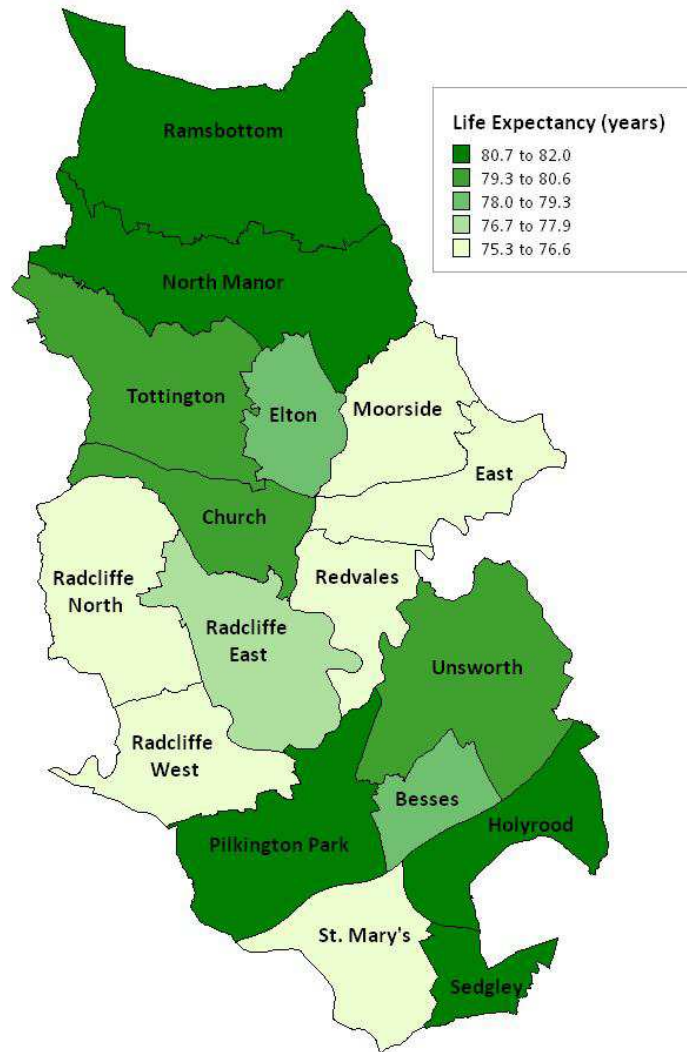 Ramsbottom
Life Expectancy (years)
80.7 to 82.0
79.3 to 80.6
78.0 to 79.3
76.7 to 77.9
75.3 to 76.6
North Manor
Tottington
Elton
Moorside
East
Church
Radcliffe
North
Redvales
Radcliffe
East
Unsworth
Radcliffe
West
Besses
Holyrood
Pilkington Park
St. Mary's
Sedgley